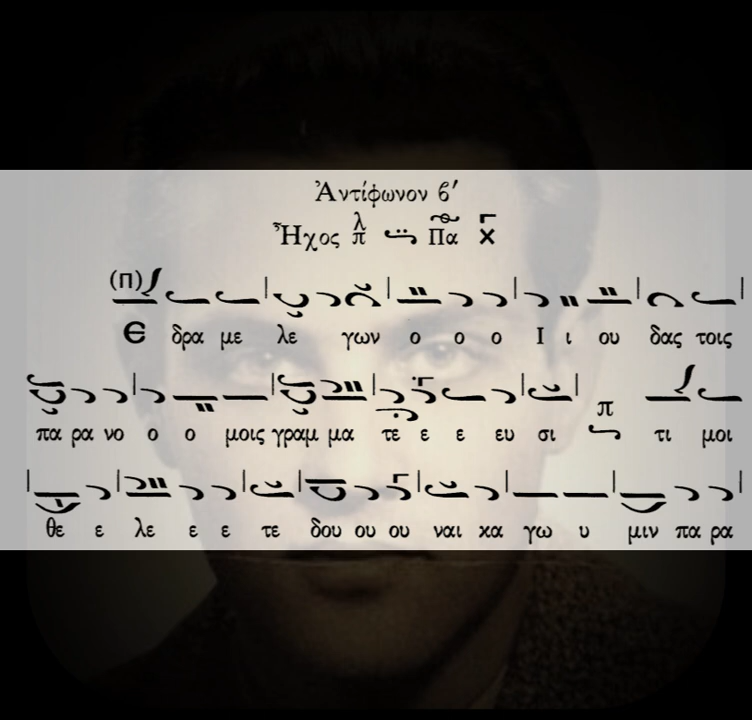 Ἀντίφωνον β′
Ἦχος λ π Πα
(Π)
Ε δρα με λε γων ο ο ο Ι ι ου δας τοις
πα ρα νο ο ο μοις γραμ μα τε ε ε ευ σι π τι μοι
θε ε λε ε ε τε δου ου ου ναι κα γω υ μιν πα ρα